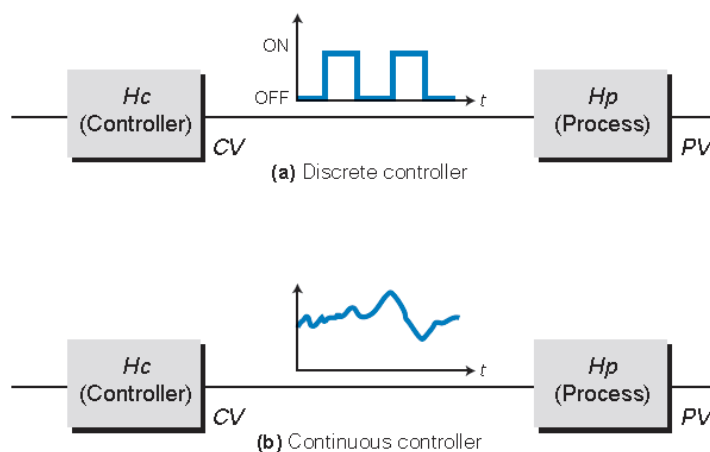 ON
OFF
t
Hc
(Controller)
CV
Hp
(Process)
PV
(a) Discrete controller
t
Hc
(Controller)
CV
Hp
(Process)
PV
(b) Continuous controller